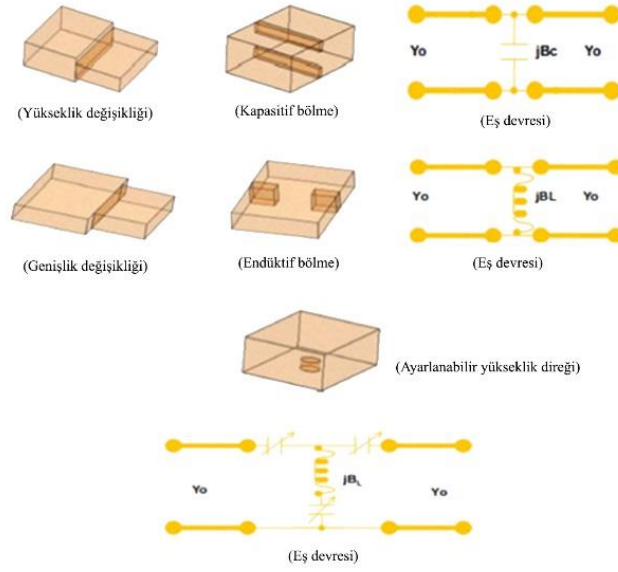 Yo
jBc
Yo
(Yükseklik değişikliği)
(Kapasitif bölme)
(Eş devresi)
Yo
jBL
Yo
(Genişlik değişikliği)
(Endüktif bölme)
(Eş devresi)
(Ayarlanabilir yükseklik direği)
Yo
jBL
Yo
(Eş devresi)